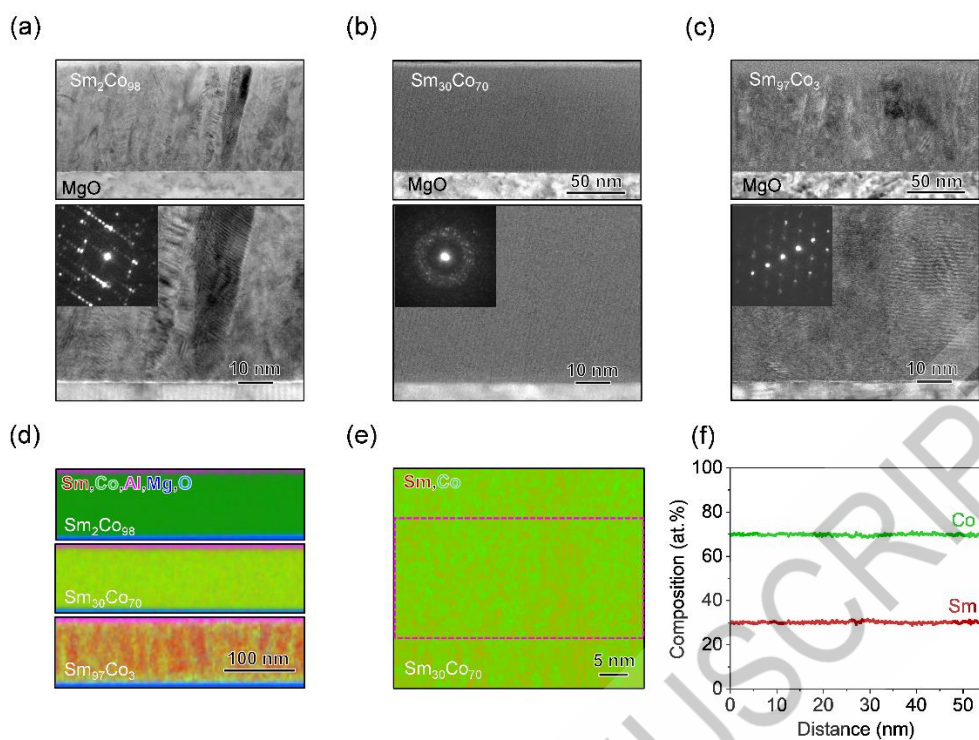 (a)
(b)
(c)
Sm₂Co₉₈
MgO
Sm₃₀Co₇₀
MgO
50 nm
Sm₉₇Co₃
MgO
50 nm
10 nm
10 nm
10 nm
(d)
(e)
(f)
Sm,Co,Al,Mg,O
Sm₂Co₉₈
Sm₃₀Co₇₀
Sm₉₇Co₃
100 nm
Sm,Co
Sm₃₀Co₇₀
5 nm
Composition (at.%)
100
80
60
40
20
0
Co
Sm
0 10 20 30 40 50
Distance (nm)
USCRIP